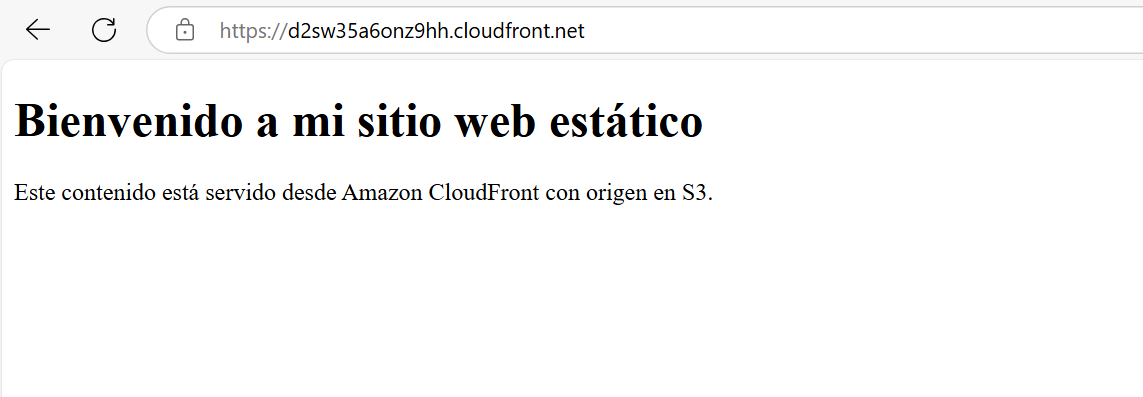 https://d2sw35a6onz9hh.cloudfront.net
Bienvenido a mi sitio web estático
Este contenido está servido desde Amazon CloudFront con origen en S3.